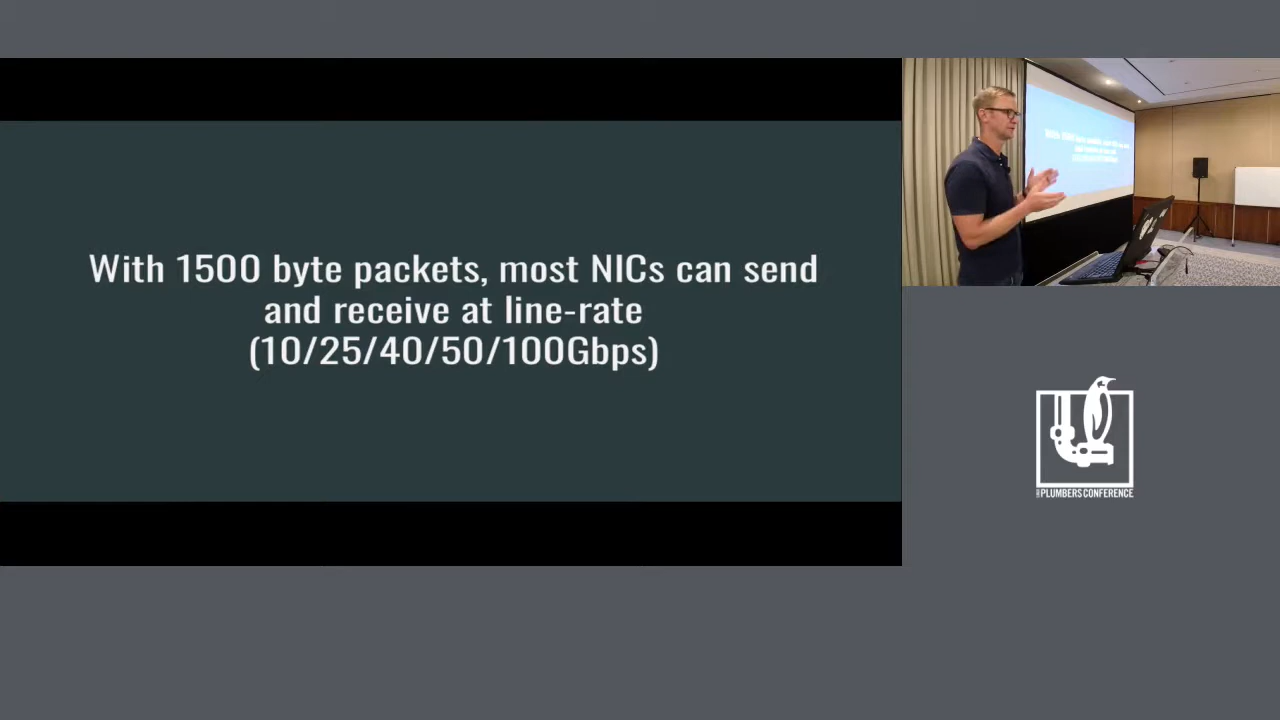 With 1500 byte packets, most NICs can send
and receive at line-rate
(10/25/40/50/100Gbps)
PLUMBERS CONFERENCE